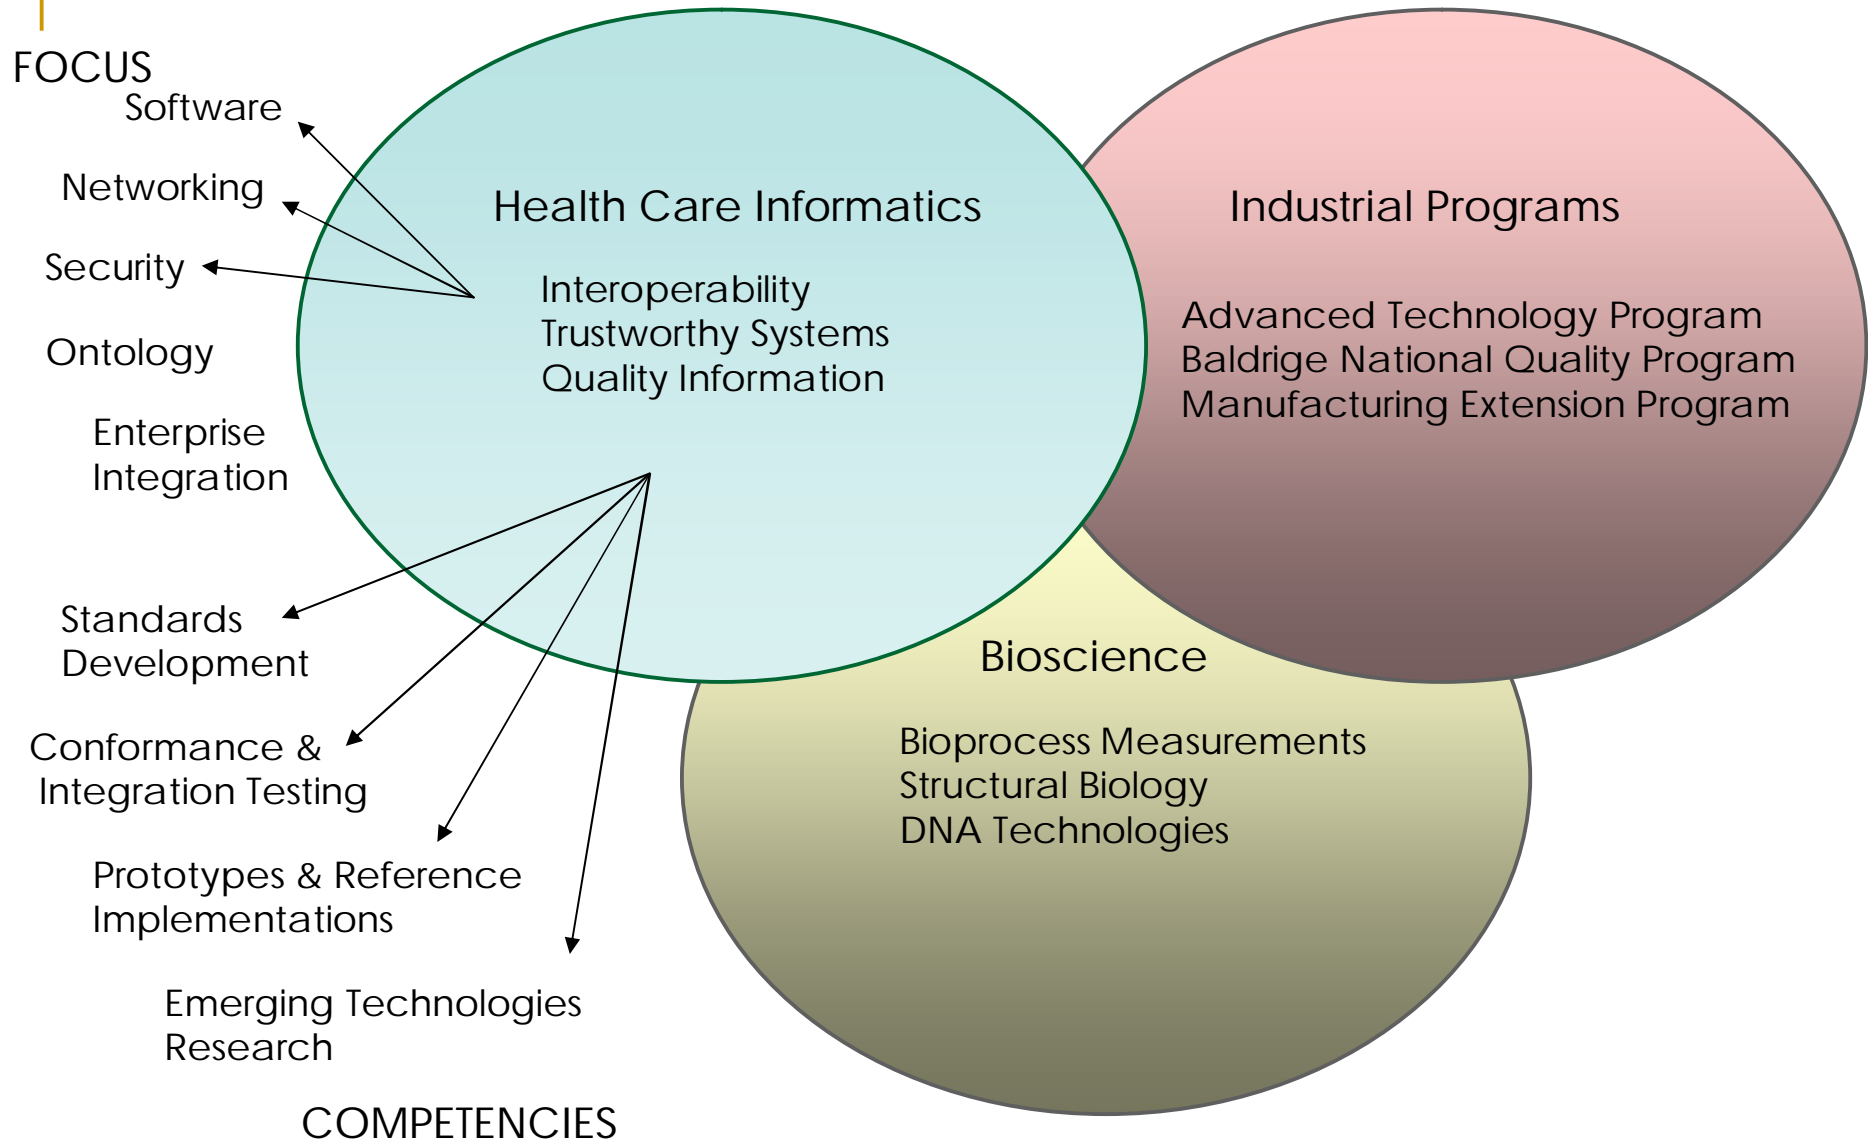 FOCUS
Software
Networking
Security
Ontology
Enterprise
Integration
Standards
Development
Conformance &
Integration Testing
Prototypes & Reference
Implementations
Emerging Technologies
Research
COMPETENCIES
Health Care Informatics
Interoperability
Trustworthy Systems
Quality Information
Industrial Programs
Advanced Technology Program
Baldrige National Quality Program
Manufacturing Extension Program
Bioscience
Bioprocess Measurements
Structural Biology
DNA Technologies